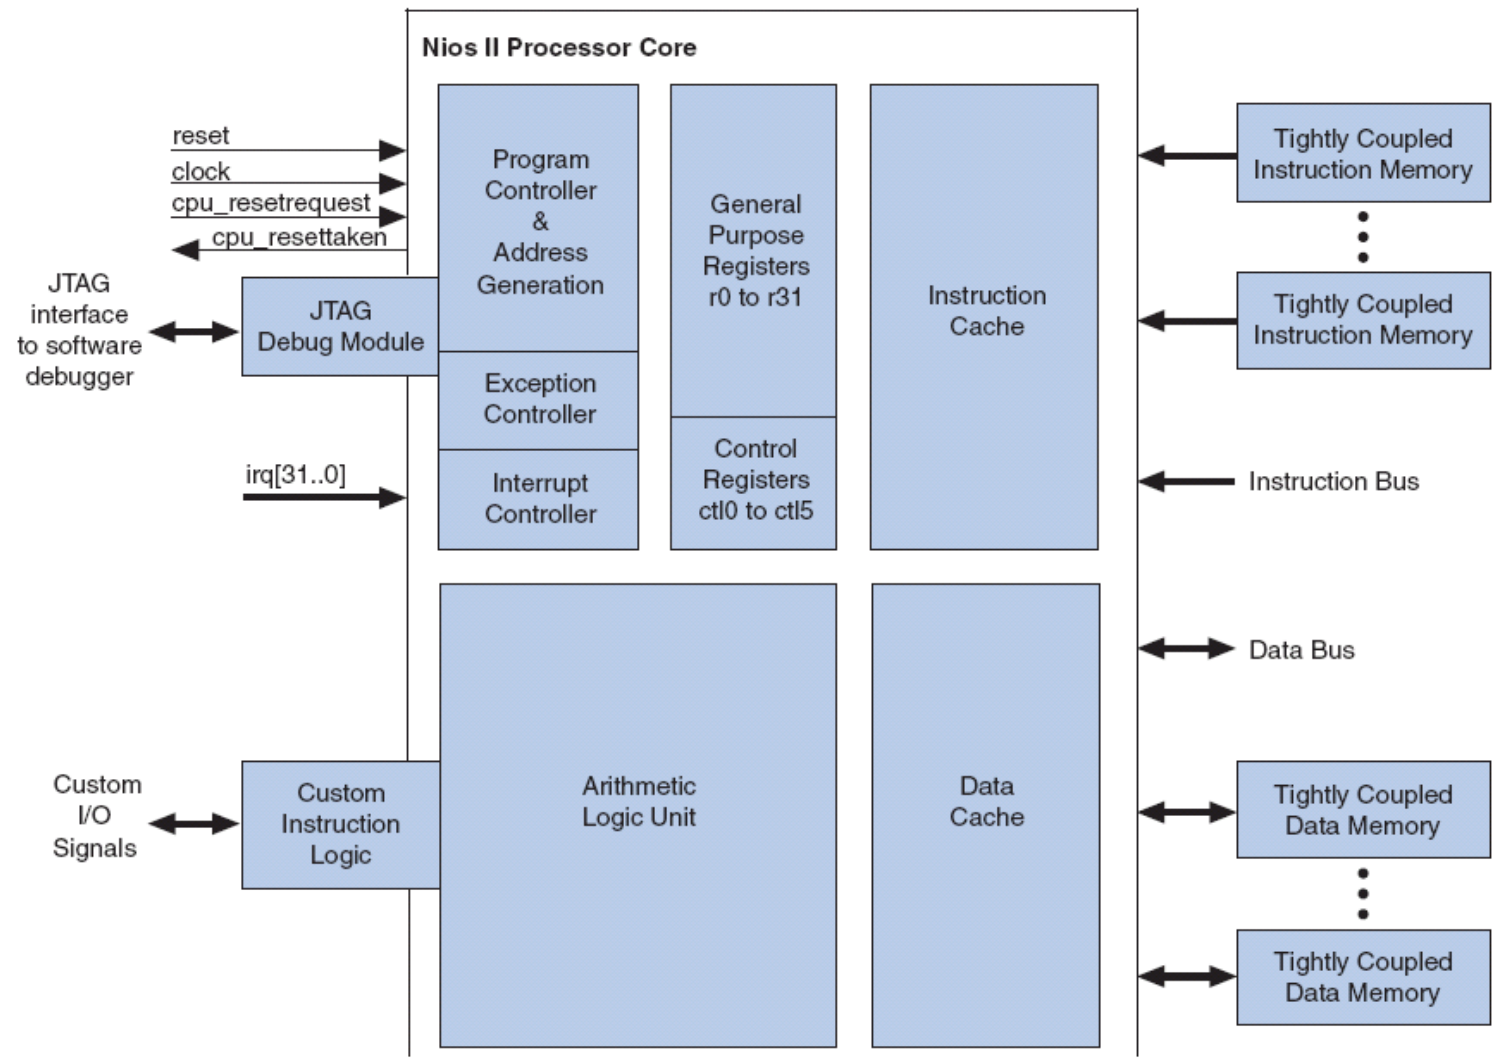 Nios II Processor Core
reset
clock
cpu_resetrequest
cpu_resettaken
JTAG
interface
to software
debugger
JTAG
Debug Module
irq[31..0]
Program
Controller
&
Address
Generation
Exception
Controller
Interrupt
Controller
General
Purpose
Registers
r0 to r31
Control
Registers
ctl0 to ctl5
Instruction
Cache
Tightly Coupled
Instruction Memory
Tightly Coupled
Instruction Memory
Instruction Bus
Data Bus
Custom
I/O
Signals
Custom
Instruction
Logic
Arithmetic
Logic Unit
Data
Cache
Tightly Coupled
Data Memory
Tightly Coupled
Data Memory